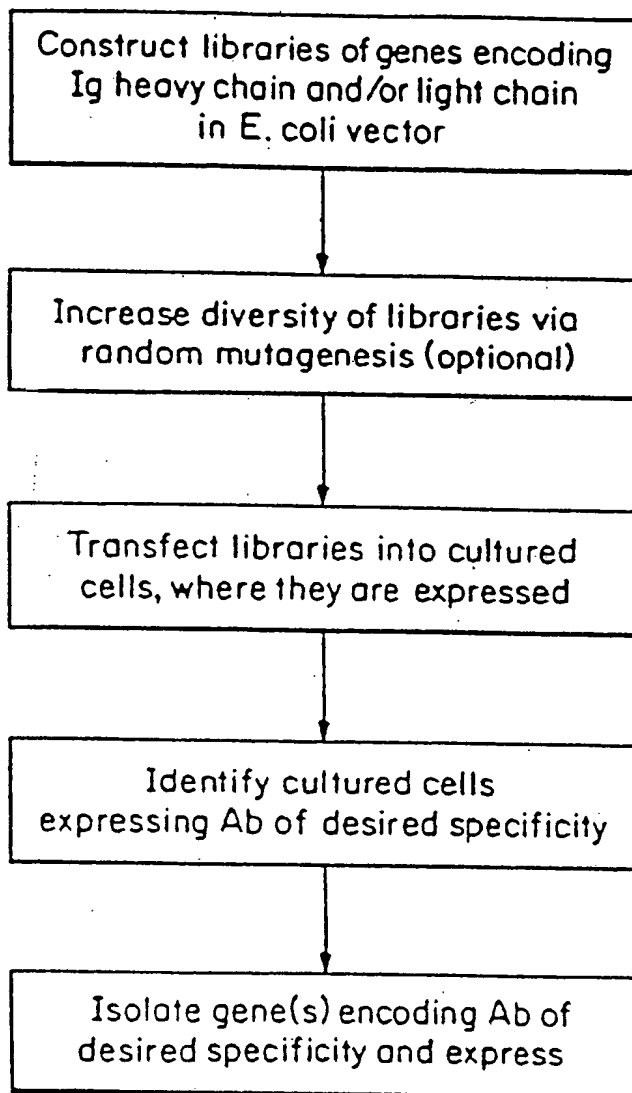 Construct libraries of genes encoding
Ig heavy chain and/or light chain
in E. coli vector
Increase diversity of libraries via
random mutagenesis (optional)
Transfect libraries into cultured
cells, where they are expressed
Identify cultured cells
expressing Ab of desired specificity
Isolate gene(s) encoding Ab of
desired specificity and express